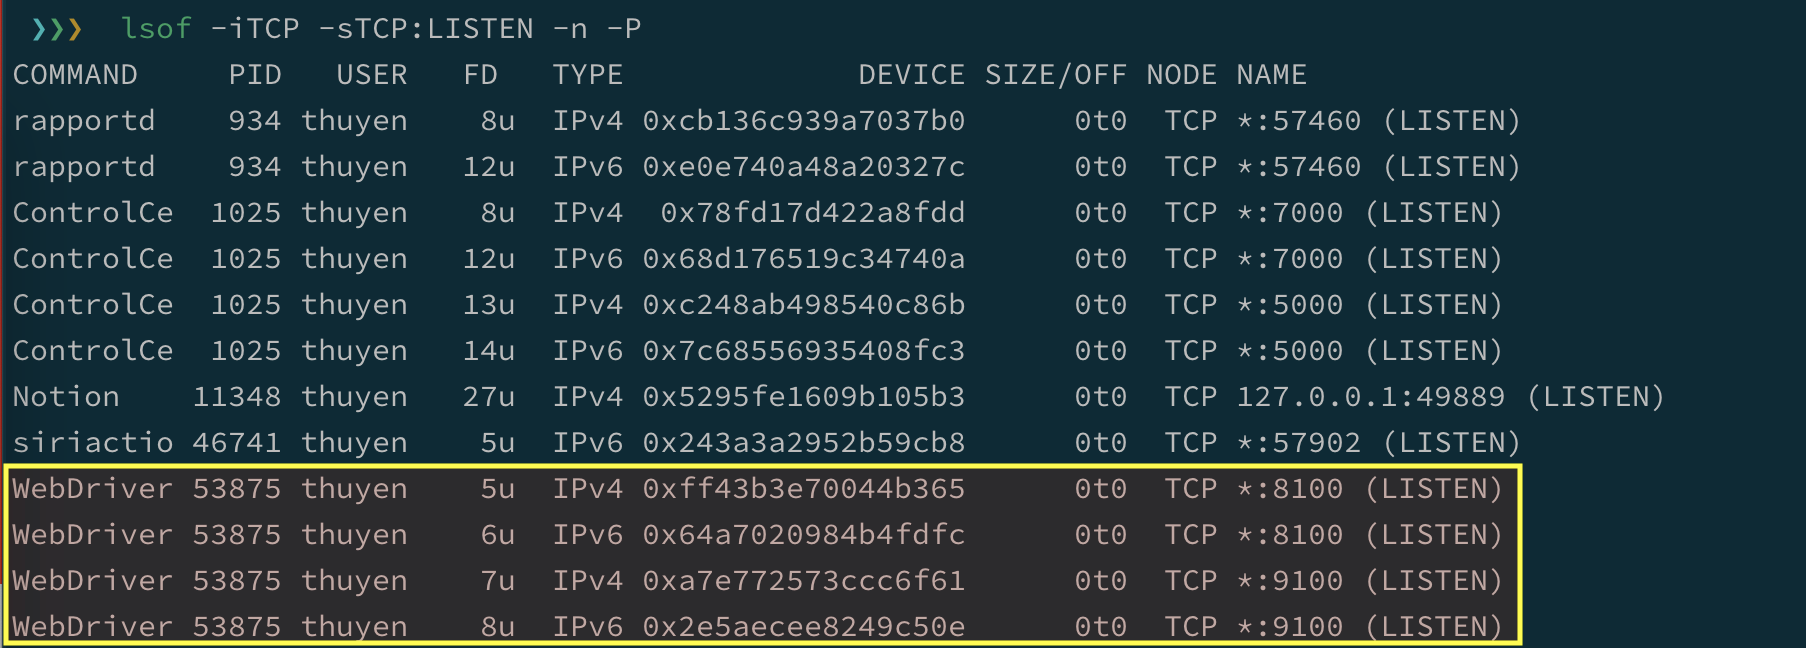 ❯❯❯ lsof -iTCP -sTCP:LISTEN -n -P
COMMAND PID USER FD TYPE DEVICE SIZE/OFF NODE NAME
rapportd 934 thuyen 8u IPv4 0xcb136c939a7037b0 0t0 TCP *:57460 (LISTEN)
rapportd 934 thuyen 12u IPv6 0xe0e740a48a20327c 0t0 TCP *:57460 (LISTEN)
ControlCe 1025 thuyen 8u IPv4 0x78fd17d422a8fdd 0t0 TCP *:7000 (LISTEN)
ControlCe 1025 thuyen 12u IPv6 0x68d176519c34740a 0t0 TCP *:7000 (LISTEN)
ControlCe 1025 thuyen 13u IPv4 0xc248ab498540c86b 0t0 TCP *:5000 (LISTEN)
ControlCe 1025 thuyen 14u IPv6 0x7c68556935408fc3 0t0 TCP *:5000 (LISTEN)
Notion 11348 thuyen 27u IPv4 0x5295fe1609b105b3 0t0 TCP 127.0.0.1:49889 (LISTEN)
siriactio 46741 thuyen 5u IPv6 0x243a3a2952b59cb8 0t0 TCP *:57902 (LISTEN)
WebDriver 53875 thuyen 5u IPv4 0xff43b3e70044b365 0t0 TCP *:8100 (LISTEN)
WebDriver 53875 thuyen 6u IPv6 0x64a7020984b4fdfc 0t0 TCP *:8100 (LISTEN)
WebDriver 53875 thuyen 7u IPv4 0xa7e772573ccc6f61 0t0 TCP *:9100 (LISTEN)
WebDriver 53875 thuyen 8u IPv6 0x2e5aecee8249c50e 0t0 TCP *:9100 (LISTEN)